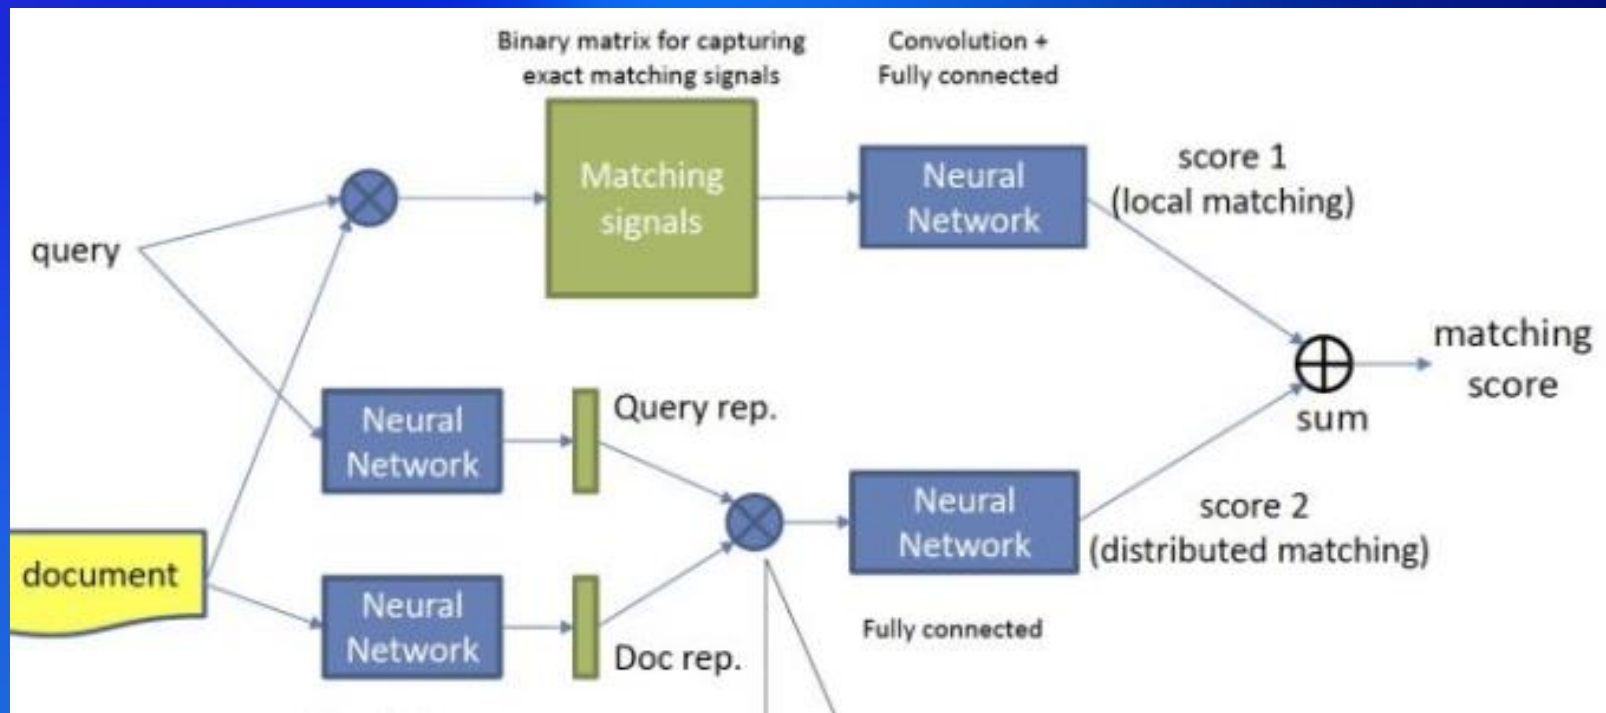 Binary matrix for capturing
exact matching signals
Convolution +
Fully connected
Matching
signals
Neural
Network
score 1
(local matching)
query
matching
score
sum
Neural
Network
Query rep.
Neural
Network
score 2
(distributed matching)
document
Neural
Network
Doc rep.
Fully connected